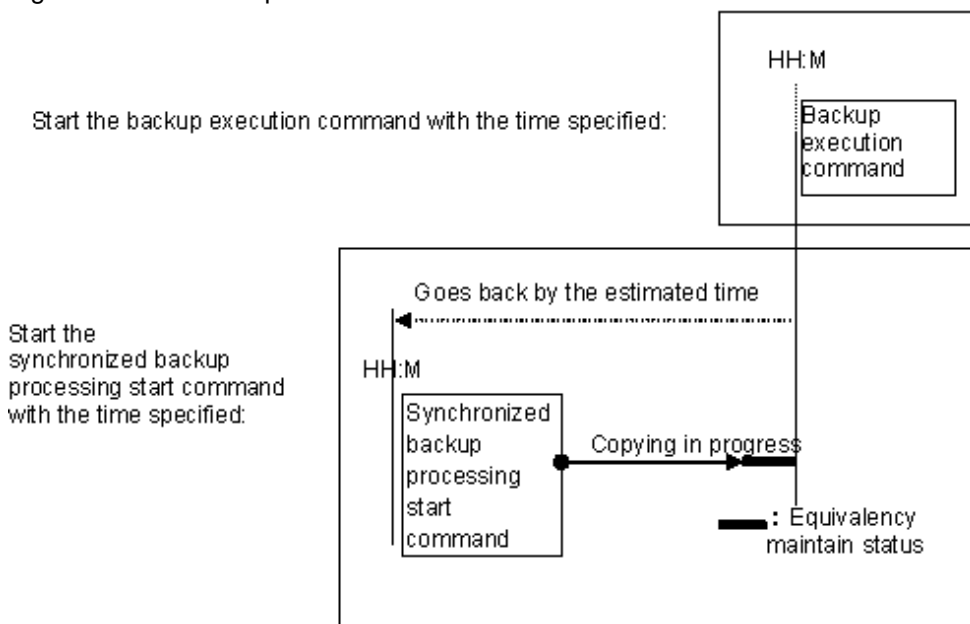 HH:M
Start the backup execution command with the time specified:
Backup
execution
command
Goes back by the estimated time
Start the
synchronized backup
processing start command
with the time specified:
HH:M
Synchronized
backup
processing
start
command
Copying in progress
: Equivalency
maintain status